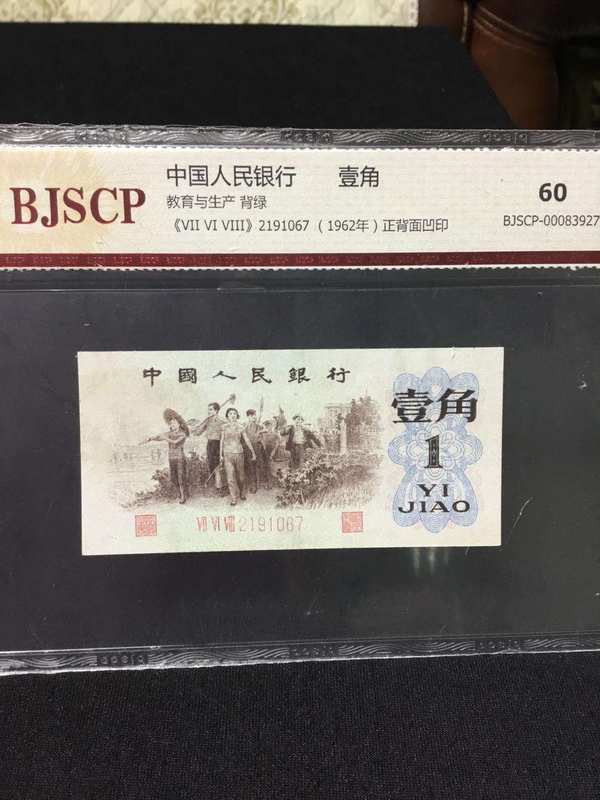 BJSCP
中国人民银行 壹角
教育与生产 背绿
《VII VI VIII》2191067 (1962年) 正背面凹印
60
BJSCP-00083927
中國人民銀行
壹角
1
YI
JIAO
VII VI VIII 2191067